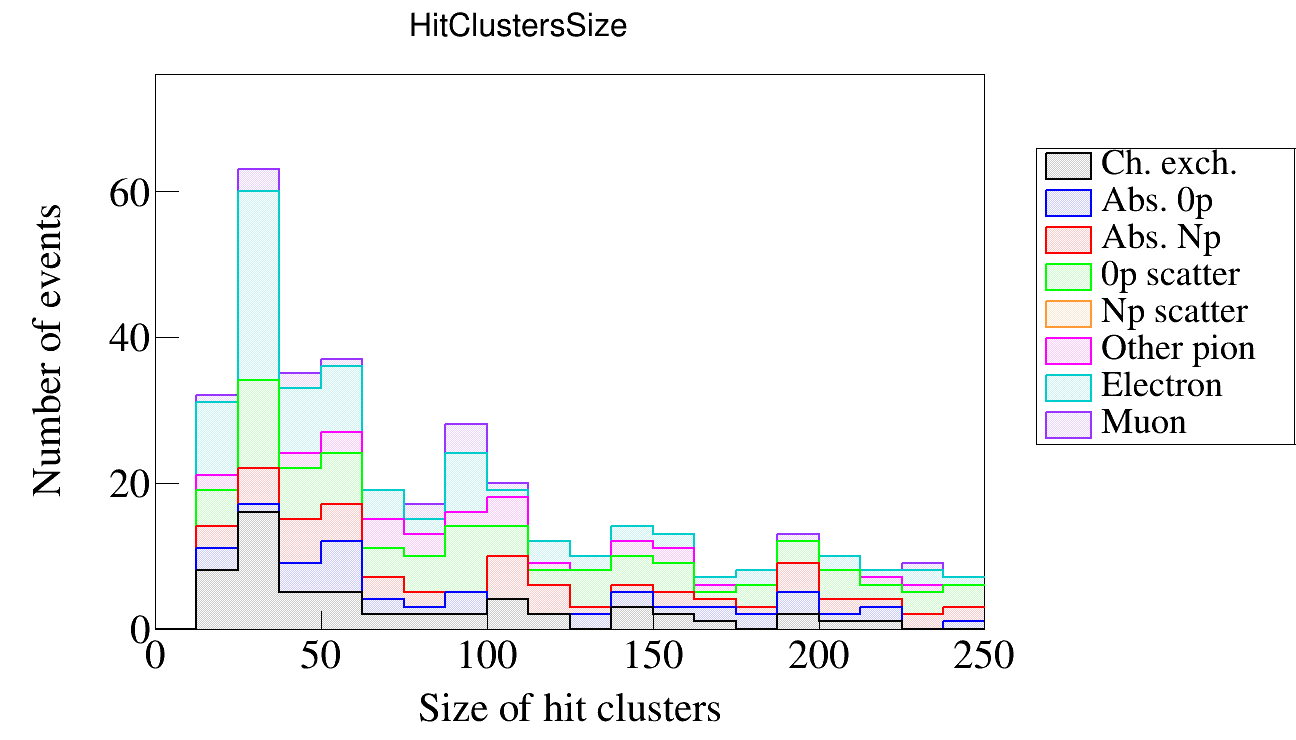 HitClustersSize
Number of events
60
40
20
0
0 50 100 150 200 250
Size of hit clusters
Ch. exch.
Abs. 0p
Abs. Np
0p scatter
Np scatter
Other pion
Electron
Muon